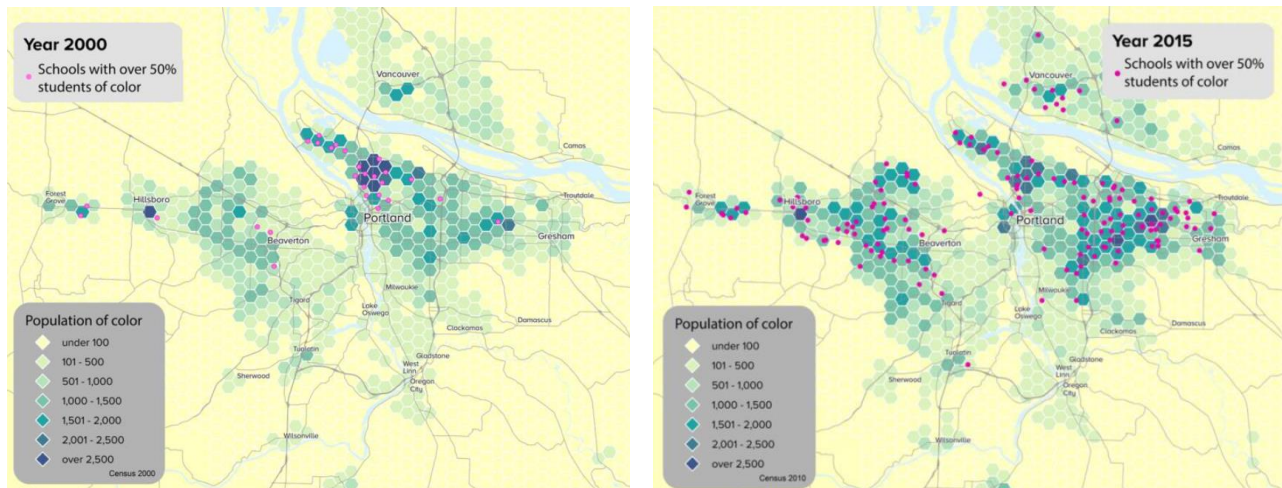 Year 2000
Schools with over 50%
students of color
Vancouver
Camas
Forest
Grove
Hillsboro
Troutdale
Portland
Beaverton
Gresham
Milwaukie
Tigard
Lake
Oswego
Damascus
Clackamas
Tualatin
Gladstone
West
Linn
Sherwood
Oregon
City
Wilsonville
Population of color
under 100
101 - 500
501 - 1,000
1,000 - 1,500
1,501 - 2,000
2,001 - 2,500
over 2,500
Census 2000
Year 2015
Schools with over 50%
students of color
Vancouver
Camas
Forest
Grove
Hillsboro
Troutdale
Portland
Beaverton
Gresham
Milwaukie
Tigard
Lake
Oswego
Damascus
Clackamas
Tualatin
Gladstone
West
Linn
Sherwood
Oregon
City
Wilsonville
Population of color
under 100
101 - 500
501 - 1,000
1,000 - 1,500
1,501 - 2,000
2,001 - 2,500
over 2,500
Census 2010